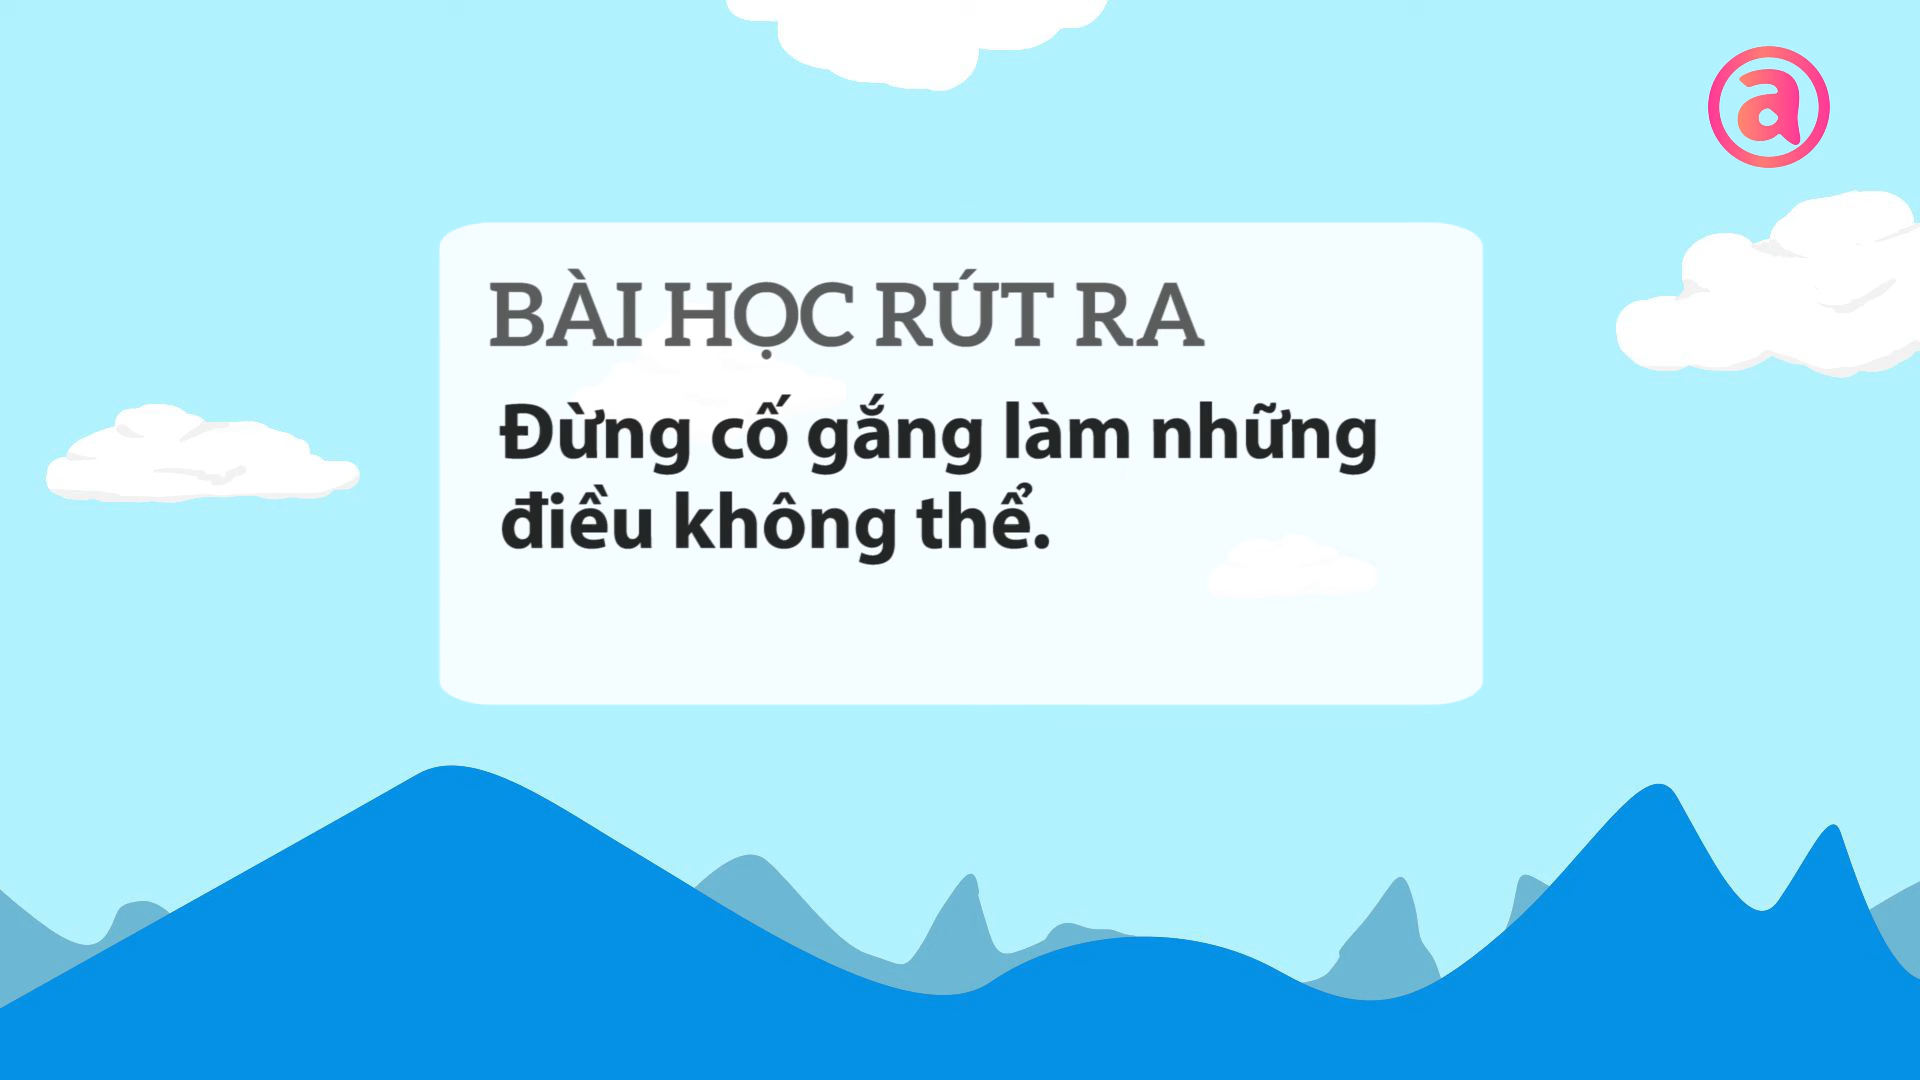 a
BÀI HỌC RÚT RA
Đừng cố gắng làm những
điều không thể.